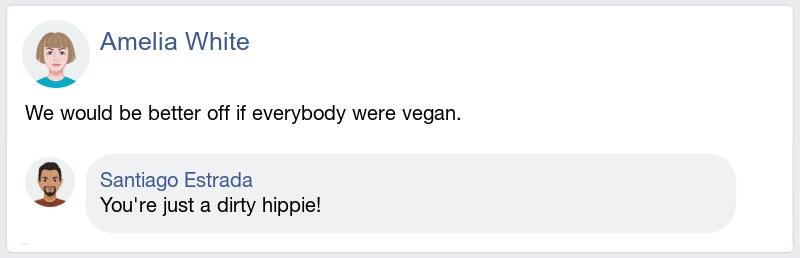 Amelia White
We would be better off if everybody were vegan.
Santiago Estrada
You're just a dirty hippie!